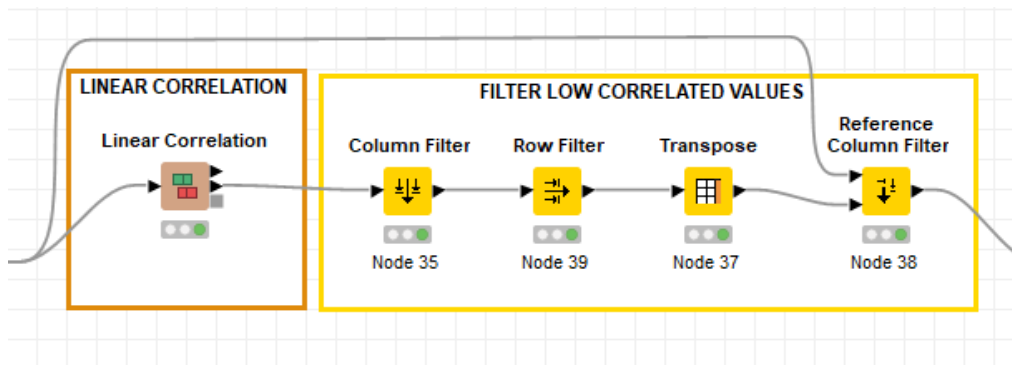 LINEAR CORRELATION
Linear Correlation
FILTER LOW CORRELATED VALUES
Column Filter
Node 35
Row Filter
Node 39
Transpose
Node 37
Reference
Column Filter
Node 38